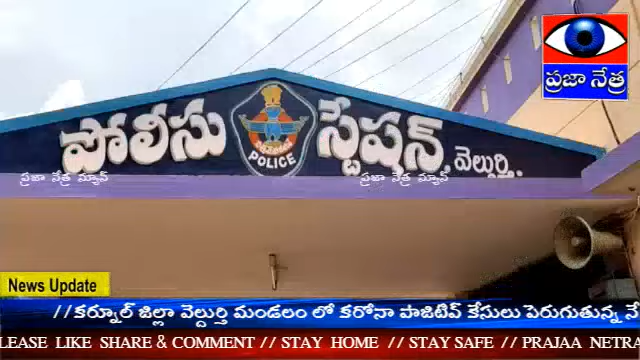 ప్రజా నేత్ర
పోలీసు స్టేషన్, వెల్దుర్తి.
POLICE
ప్రజా నేత్ర న్యూస్ ప్రజా నేత్ర న్యూస్
News Update
//కర్నూల్ జిల్లా వెల్దుర్తి మండలం లో కరోనా పాజిటివ్ కేసులు పెరుగుతున్న నే
LEASE LIKE SHARE & COMMENT // STAY HOME // STAY SAFE // PRAJAA NETRA